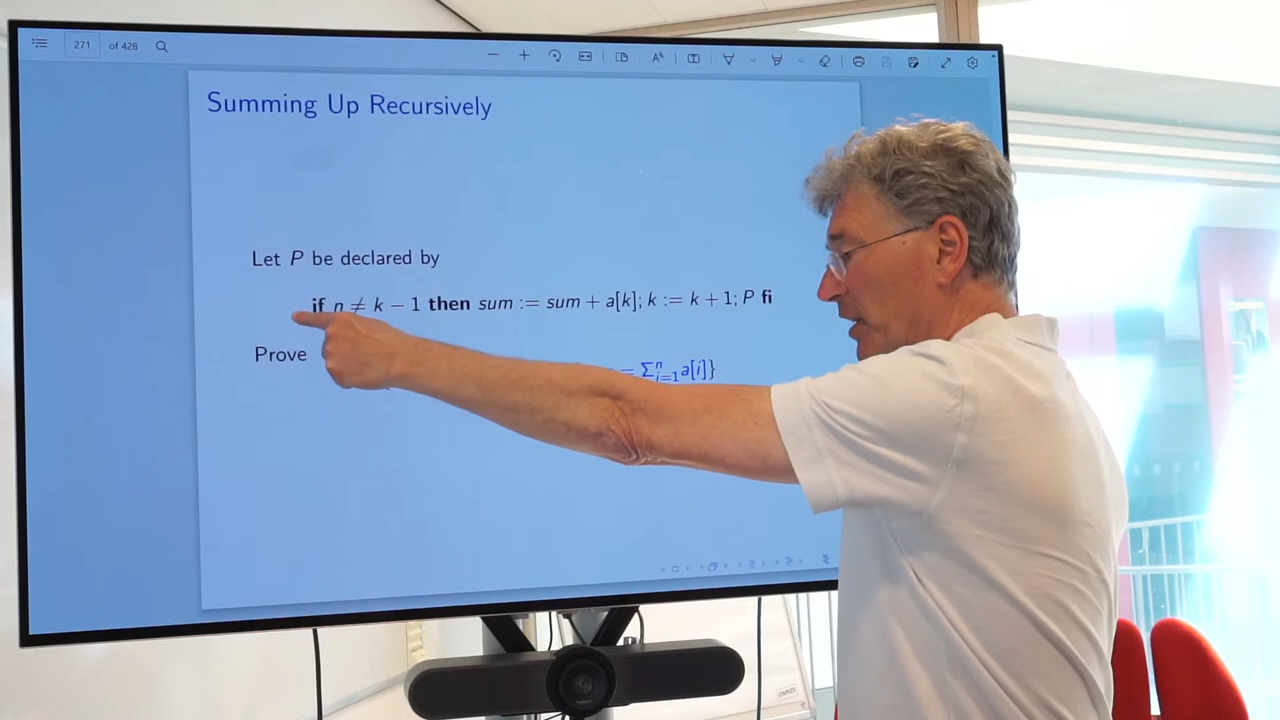 271 of 428
Summing Up Recursively
Let P be declared by
if n ≠ k − 1 then sum := sum + a[k]; k := k + 1; P fi
Prove
= Σⁿᵢ₌₁ a[i]}